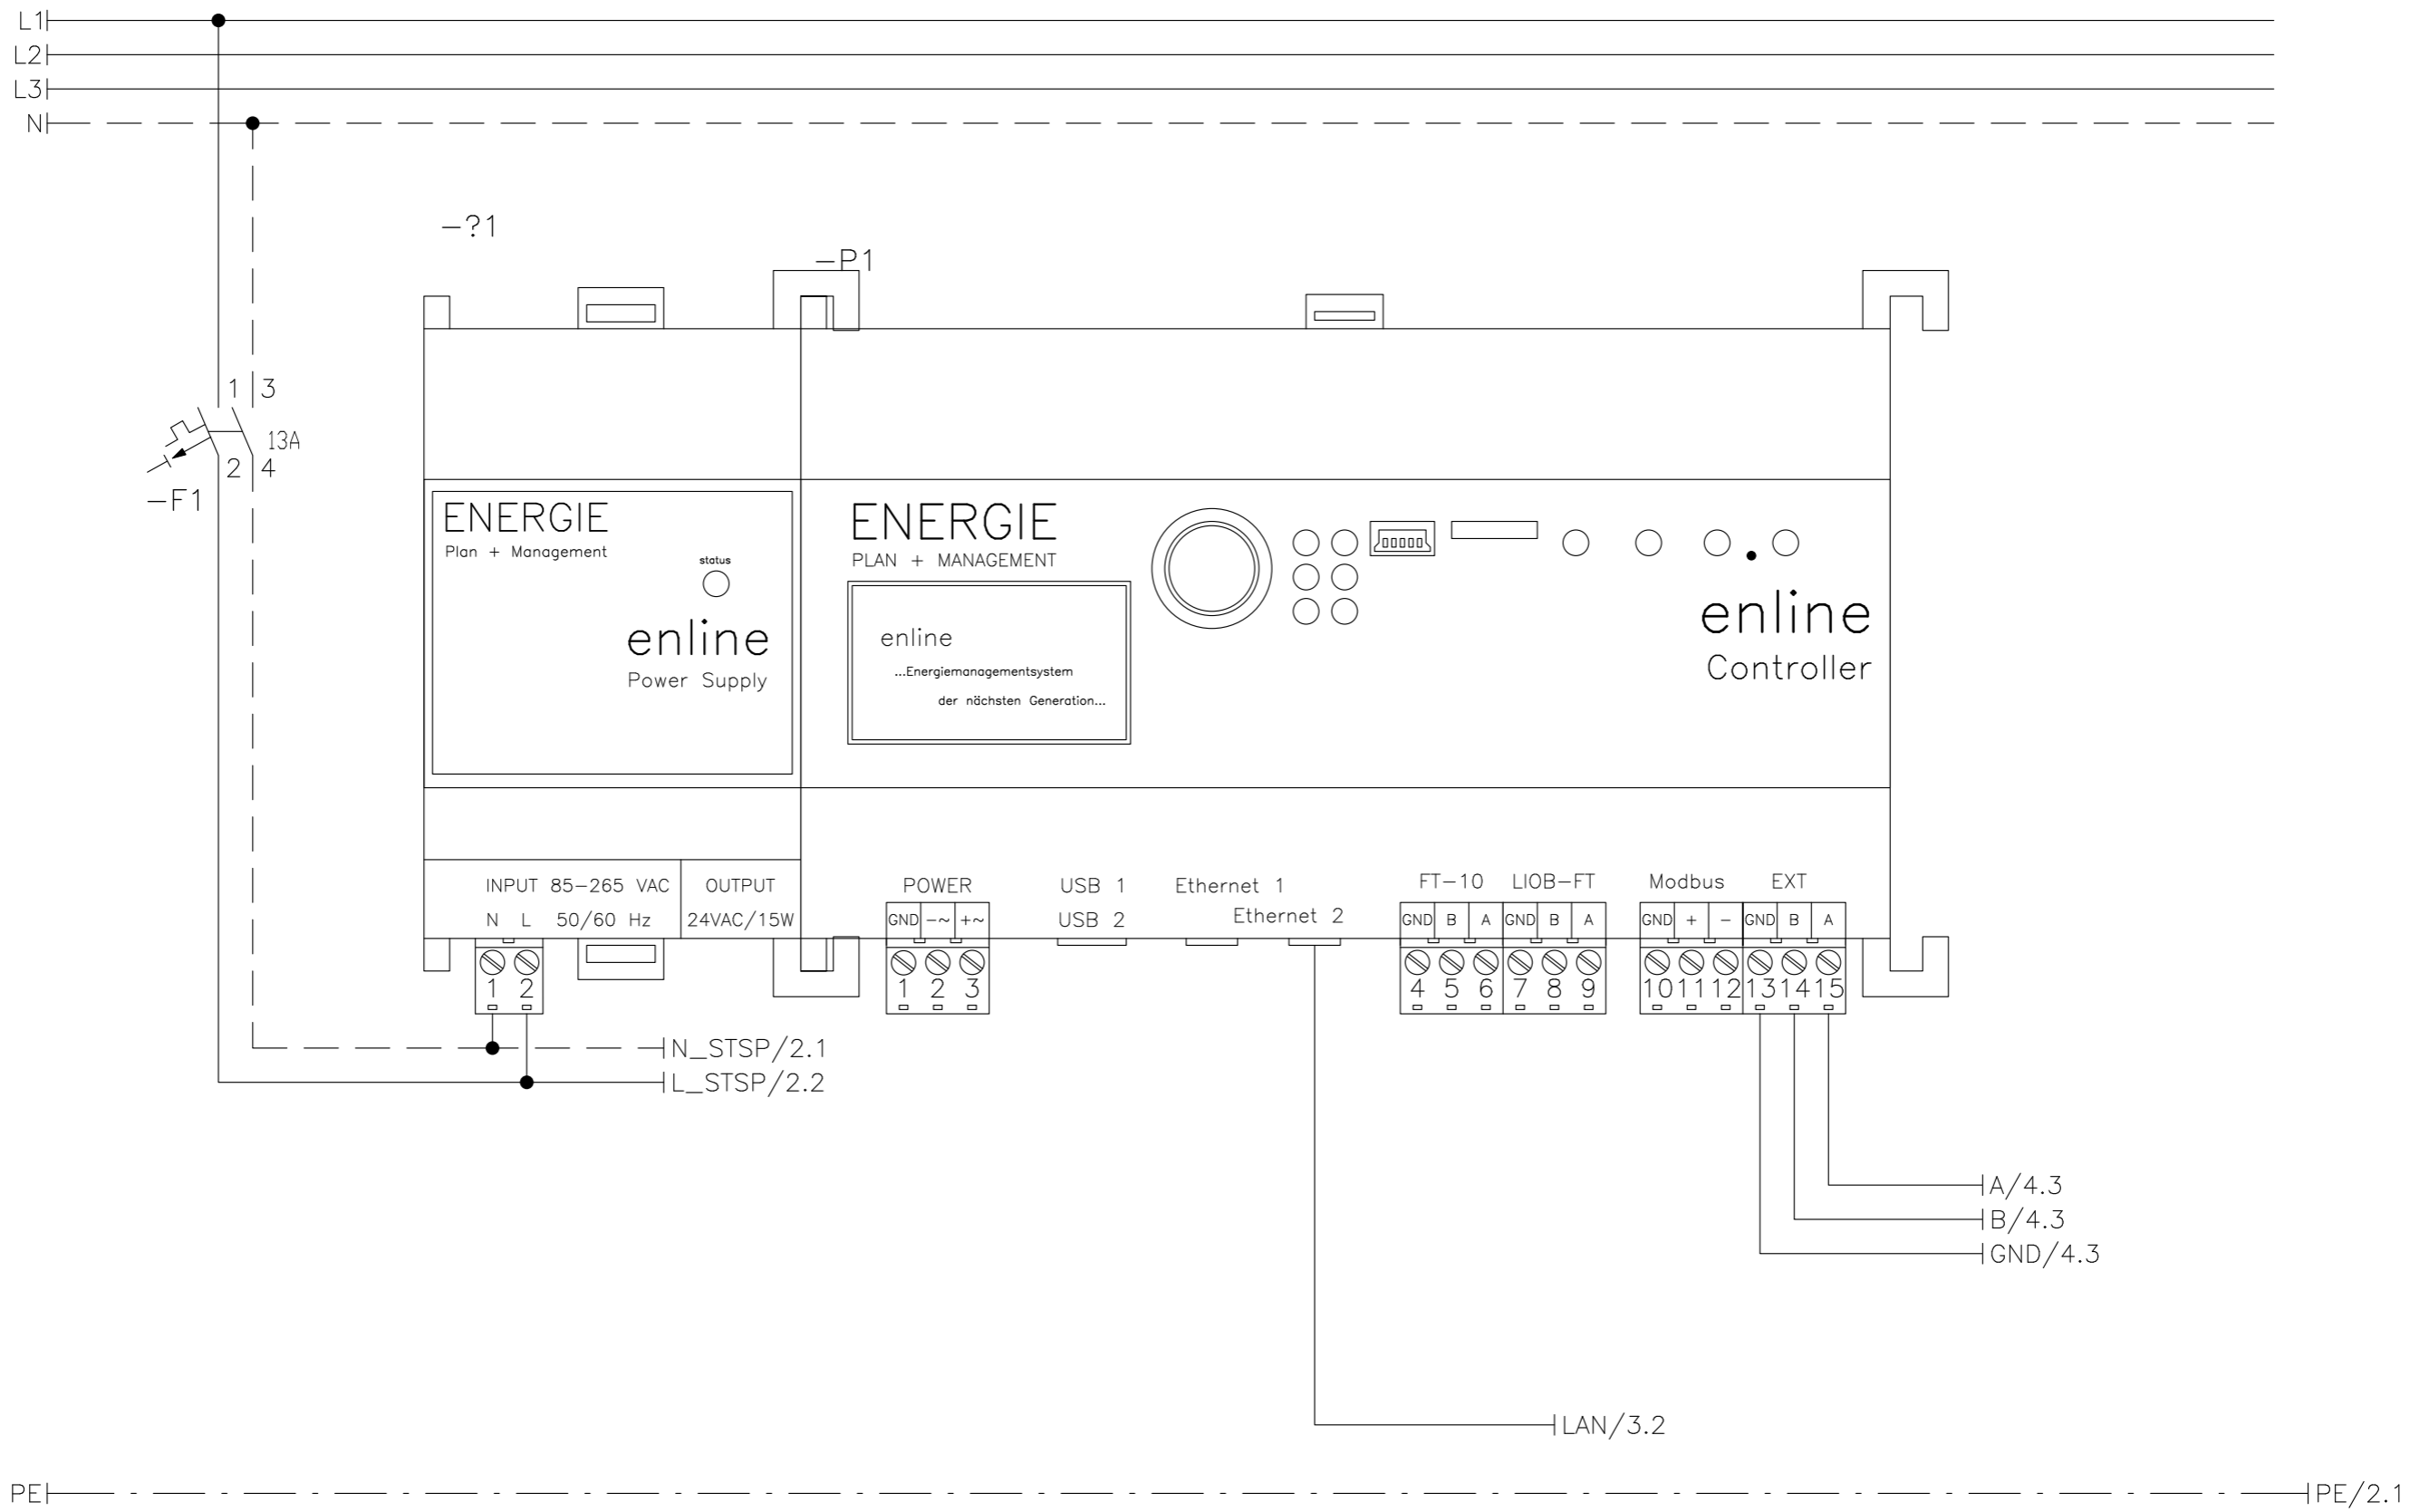 L1
L2
L3
N
-?1
-P1
1 3
13A
2 4
-F1
ENERGIE
Plan + Management
status
enline
Power Supply
ENERGIE
PLAN + MANAGEMENT
enline
...Energiemanagementsystem
der nächsten Generation...
enline
Controller
INPUT 85-265 VAC
N L 50/60 Hz
OUTPUT
24VAC/15W
POWER
GND -~ +~
USB 1
USB 2
Ethernet 1
Ethernet 2
FT-10 LIOB-FT
GND B A GND B A
Modbus EXT
GND + - GND B A
1 2
1 2 3
4 5 6 7 8 9
10 11 12 13 14 15
N_STSP/2.1
L_STSP/2.2
A/4.3
B/4.3
GND/4.3
LAN/3.2
PE
PE/2.1